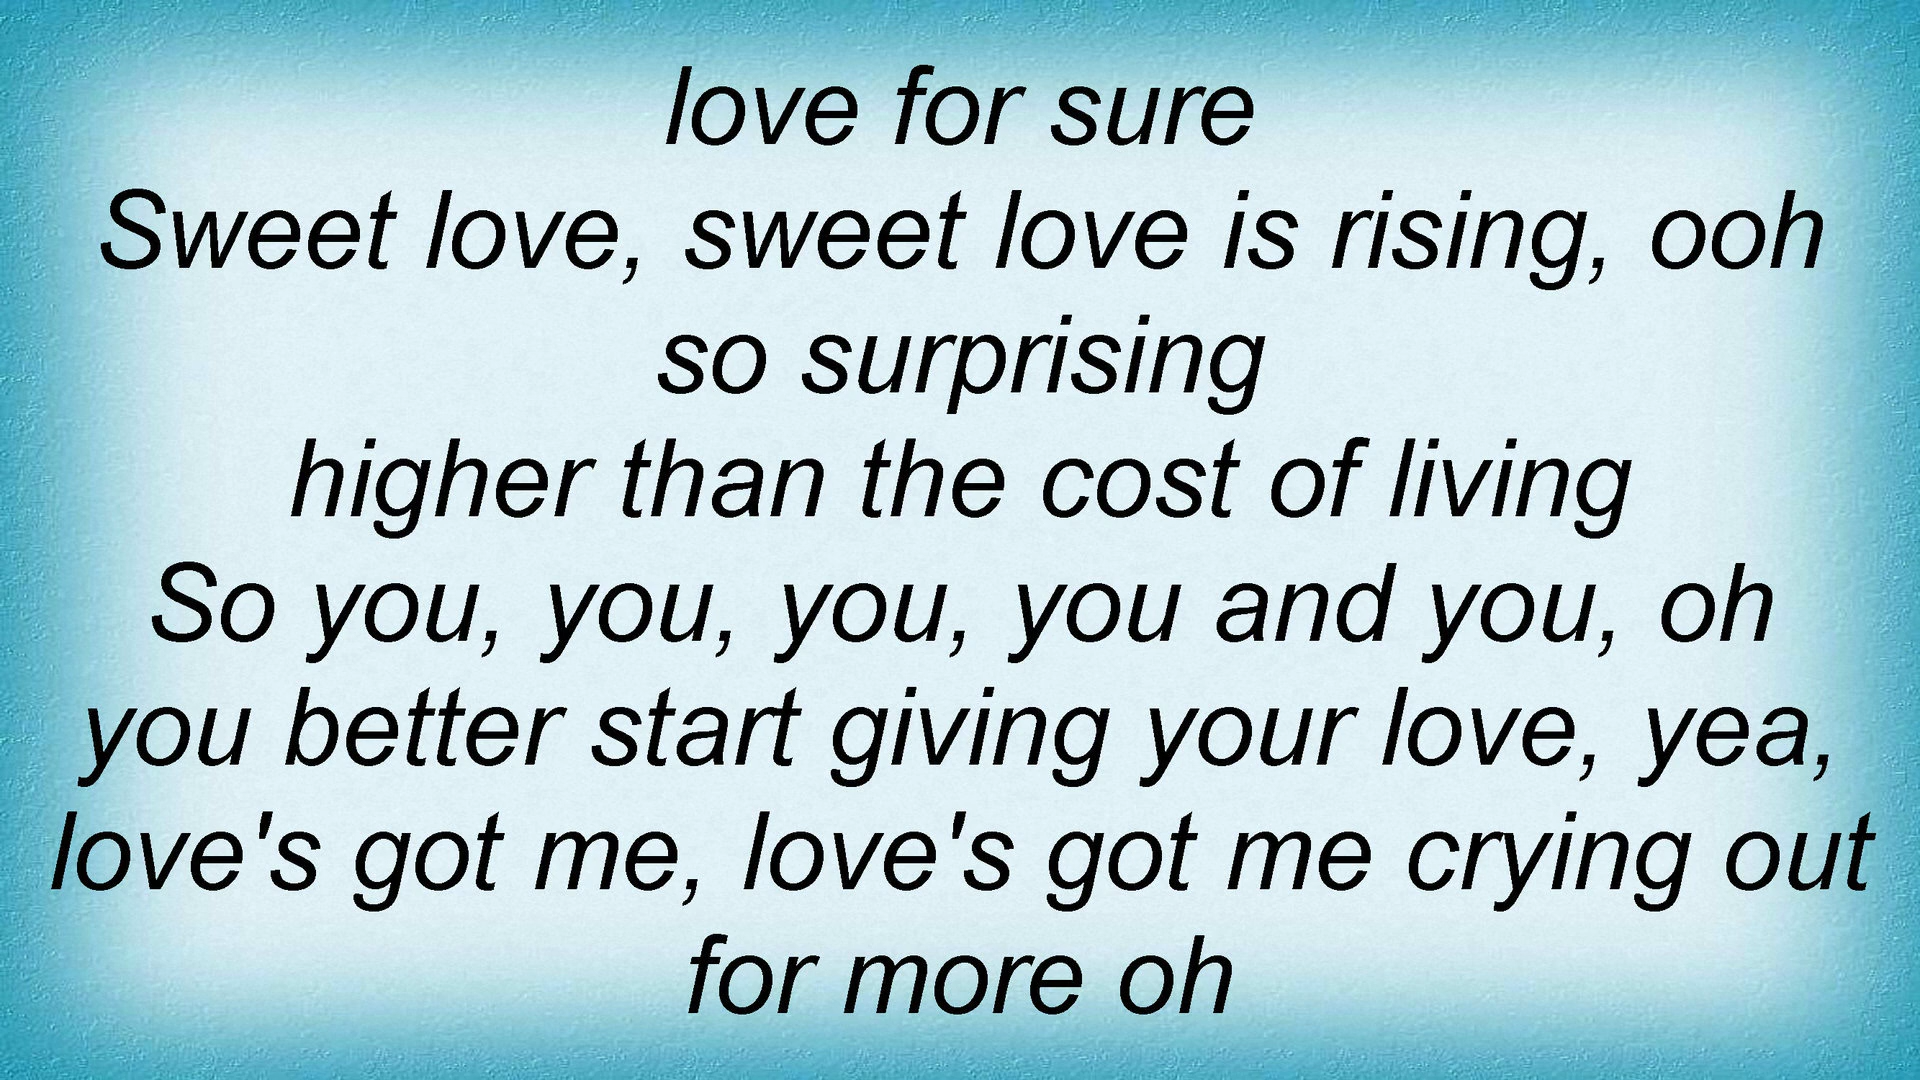 love for sure
Sweet love, sweet love is rising, ooh
so surprising
higher than the cost of living
So you, you, you, you and you, oh
you better start giving your love, yea,
love's got me, love's got me crying out
for more oh